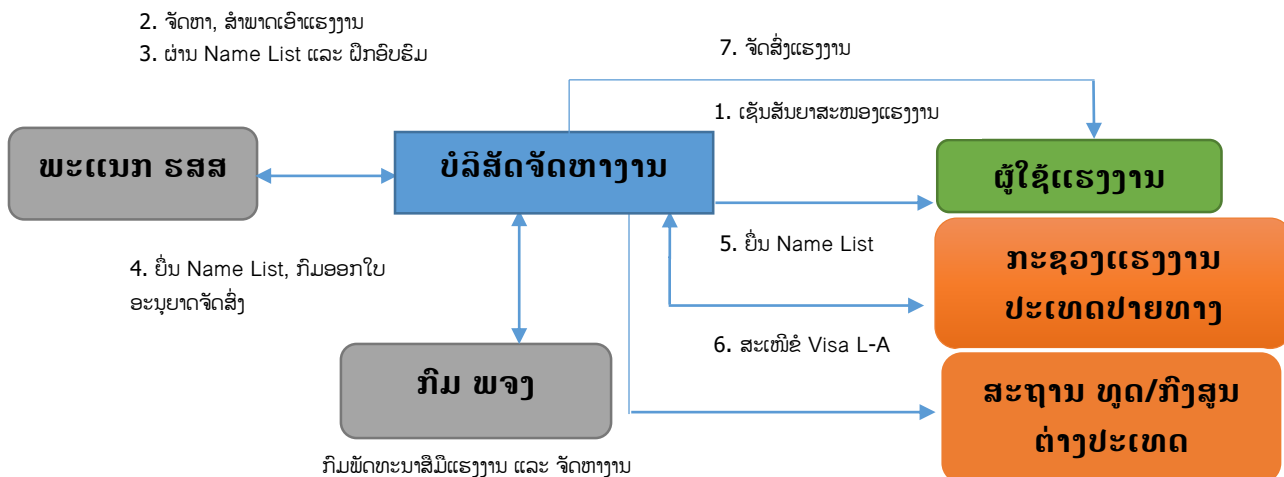 2. ຈັດຫາ, ສຳພາດເອົາແຮງງານ
3. ຜ່ານ Name List ແລະ ຝຶກອົບຮົມ
7. ຈັດສົ່ງແຮງງານ
1. ເຊັນສັນຍາສະໜອງແຮງງານ
ພະແນກ ຮສສ
ບໍລິສັດຈັດຫາງານ
ຜູ້ໃຊ້ແຮງງານ
5. ຍື່ນ Name List
4. ຍື່ນ Name List, ກົມອອກໃບ
ອະນຸຍາດຈັດສົ່ງ
ກະຊວງແຮງງານ
ປະເທດປາຍທາງ
6. ສະເໜີຂໍ Visa L-A
ກົມ ພຈງ
ສະຖານ ທູດ/ກົງສູນ
ຕ່າງປະເທດ
ກົມພັດທະນາສີມືແຮງງານ ແລະ ຈັດຫາງານ